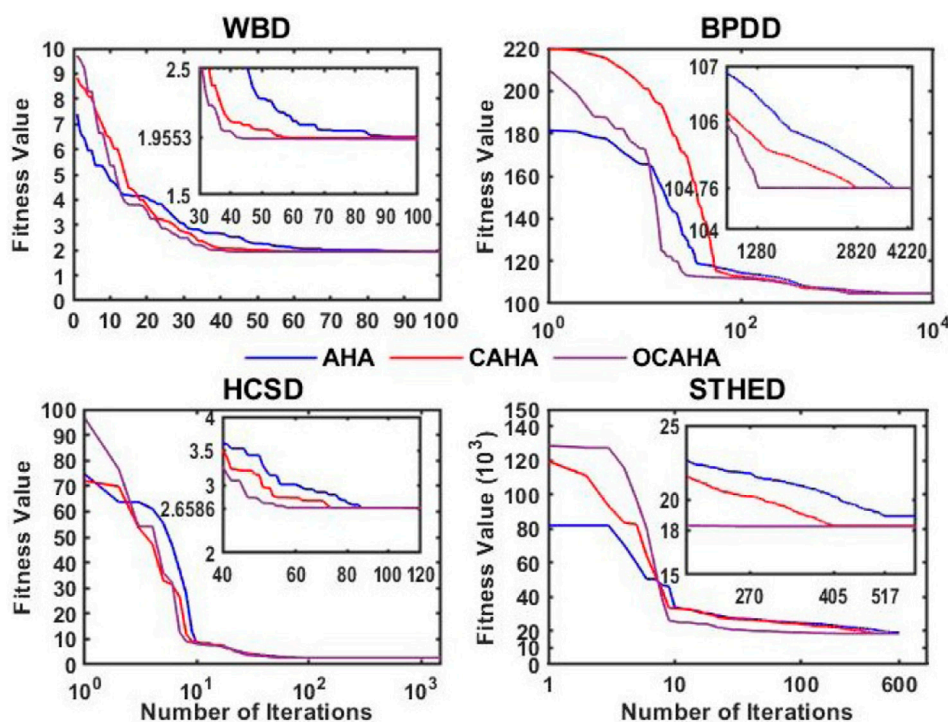 WBD
10
9
8
7
6
5
4
3
2
1
0
Fitness Value
0 10 20 30 40 50 60 70 80 90 100
2.5
1.9553
1.5
30 40 50 60 70 80 90 100
BPDD
220
200
180
160
140
120
100
Fitness Value
10^0 10^2 10^4
107
106
104.76
104
1280 2820 4220
AHA CAHA OCAHA
HCSD
100
90
80
70
60
50
40
30
20
10
0
Fitness Value
10^0 10^1 10^2 10^3
Number of Iterations
4
3.5
3
2.6586
2
40 60 80 100 120
STHED
150
140
120
100
80
60
40
20
10
0
Fitness Value (10^3)
1 10 100 600
Number of Iterations
25
20
18
15
270 405 517